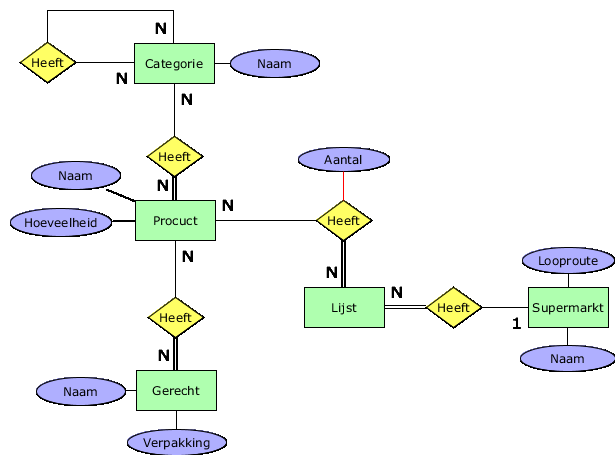 N
Heeft
Categorie
Naam
N
N
Heeft
Aantal
Naam
N
Procuct
N
Heeft
Hoeveelheid
N
N
Looproute
N
Lijst
Heeft
Supermarkt
Heeft
1
N
Naam
Naam
Gerecht
Verpakking